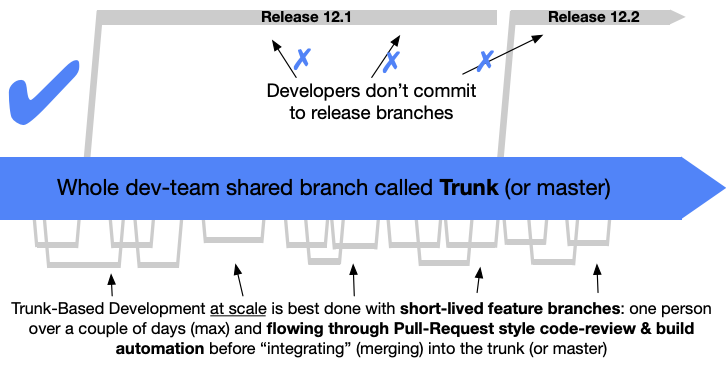 Release 12.1
Release 12.2
✗ ✗ ✗
Developers don’t commit
to release branches
Whole dev-team shared branch called Trunk (or master)
Trunk-Based Development at scale is best done with short-lived feature branches: one person
over a couple of days (max) and flowing through Pull-Request style code-review & build
automation before “integrating” (merging) into the trunk (or master)